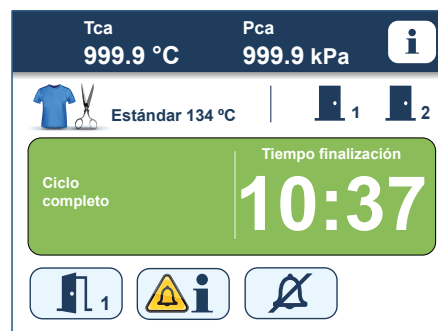 Tca Pca
999.9 °C 999.9 kPa i
Estándar 134 ºC 1 2
Tiempo finalización
Ciclo
completo
10:37
1 i